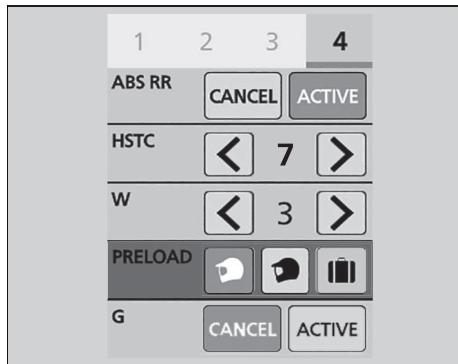 1 2 3 4
ABS RR CANCEL ACTIVE
HSTC 7
W 3
PRELOAD
G CANCEL ACTIVE